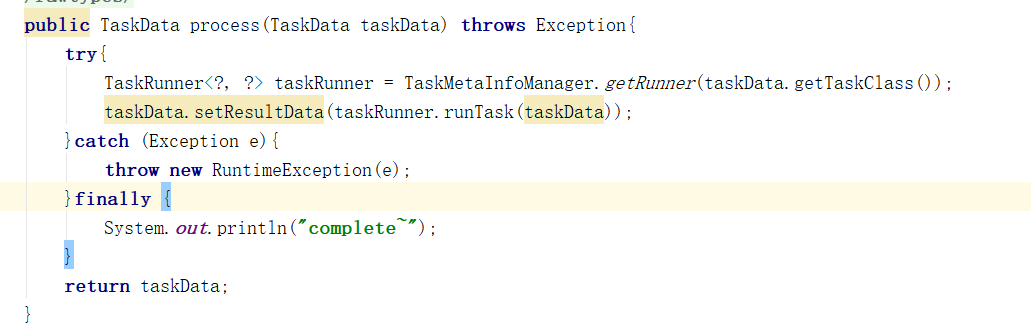 public TaskData process(TaskData taskData) throws Exception{
try{
TaskRunner<?, ?> taskRunner = TaskMetaInfoManager.getRunner(taskData.getTaskClass());
taskData.setResultData(taskRunner.runTask(taskData));
}catch (Exception e){
throw new RuntimeException(e);
}finally {
System.out.println("complete~");
}
return taskData;
}